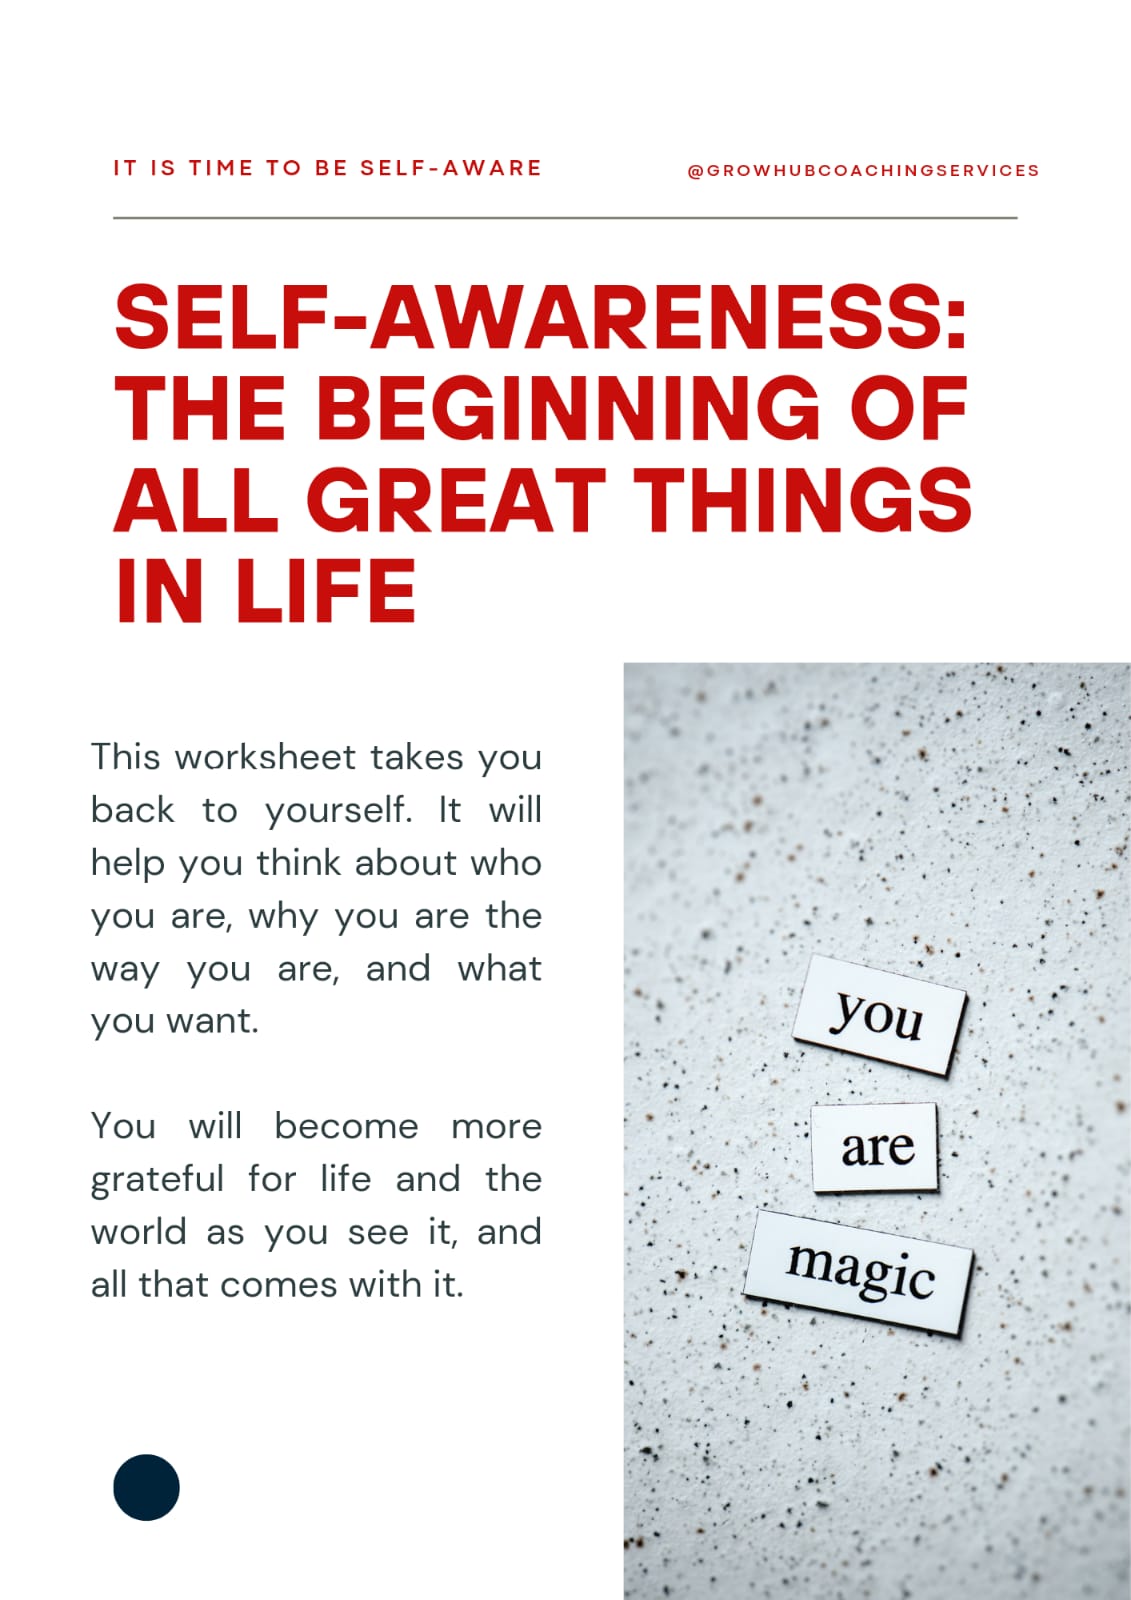 IT IS TIME TO BE SELF-AWARE
@GROWHUBCOACHINGSERVICES
SELF-AWARENESS:
THE BEGINNING OF
ALL GREAT THINGS
IN LIFE
This worksheet takes you
back to yourself. It will
help you think about who
you are, why you are the
way you are, and what
you want.
You will become more
grateful for life and the
world as you see it, and
all that comes with it.
you
are
magic